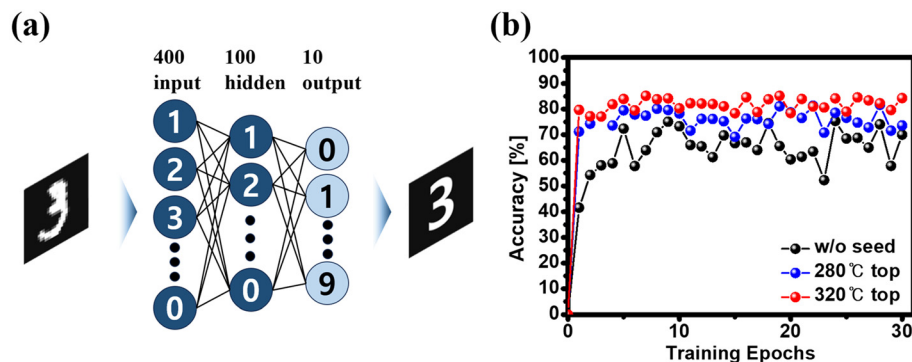 (a)
400 100 10
input hidden output
1
2
3
0
1
2
0
0
1
9
3
3
(b)
Accuracy [%]
100
90
80
70
60
50
40
30
20
10
0
w/o seed
280℃ top
320℃ top
0 10 20 30
Training Epochs